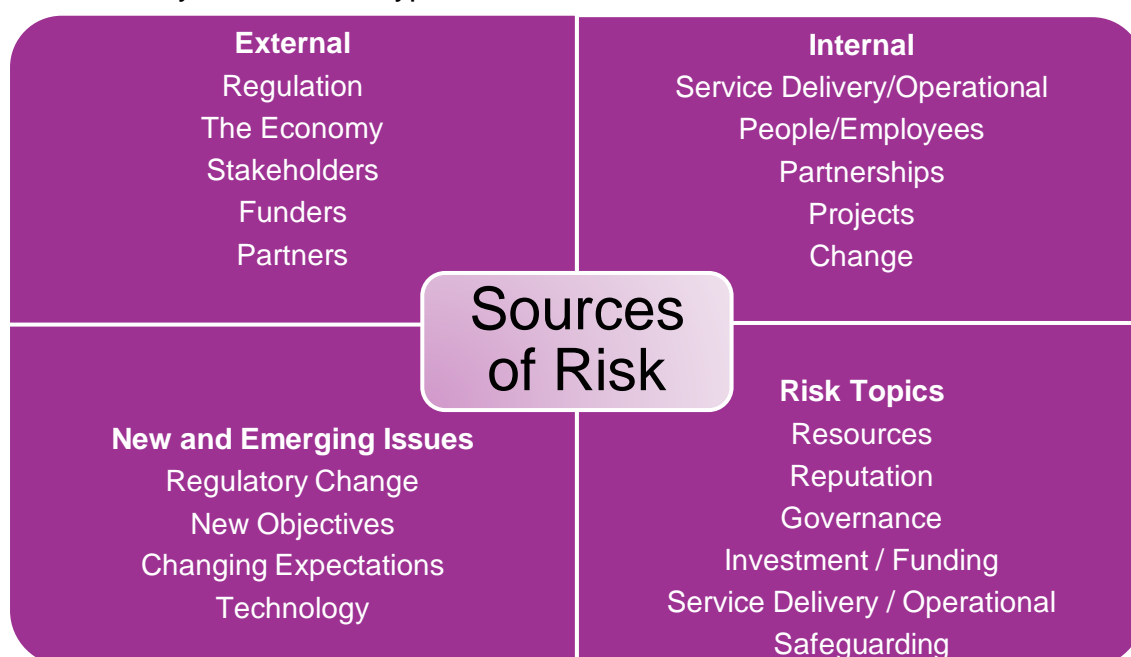 External
Regulation
The Economy
Stakeholders
Funders
Partners
Internal
Service Delivery/Operational
People/Employees
Partnerships
Projects
Change
Sources
of Risk
New and Emerging Issues
Regulatory Change
New Objectives
Changing Expectations
Technology
Risk Topics
Resources
Reputation
Governance
Investment / Funding
Service Delivery / Operational
Safeguarding